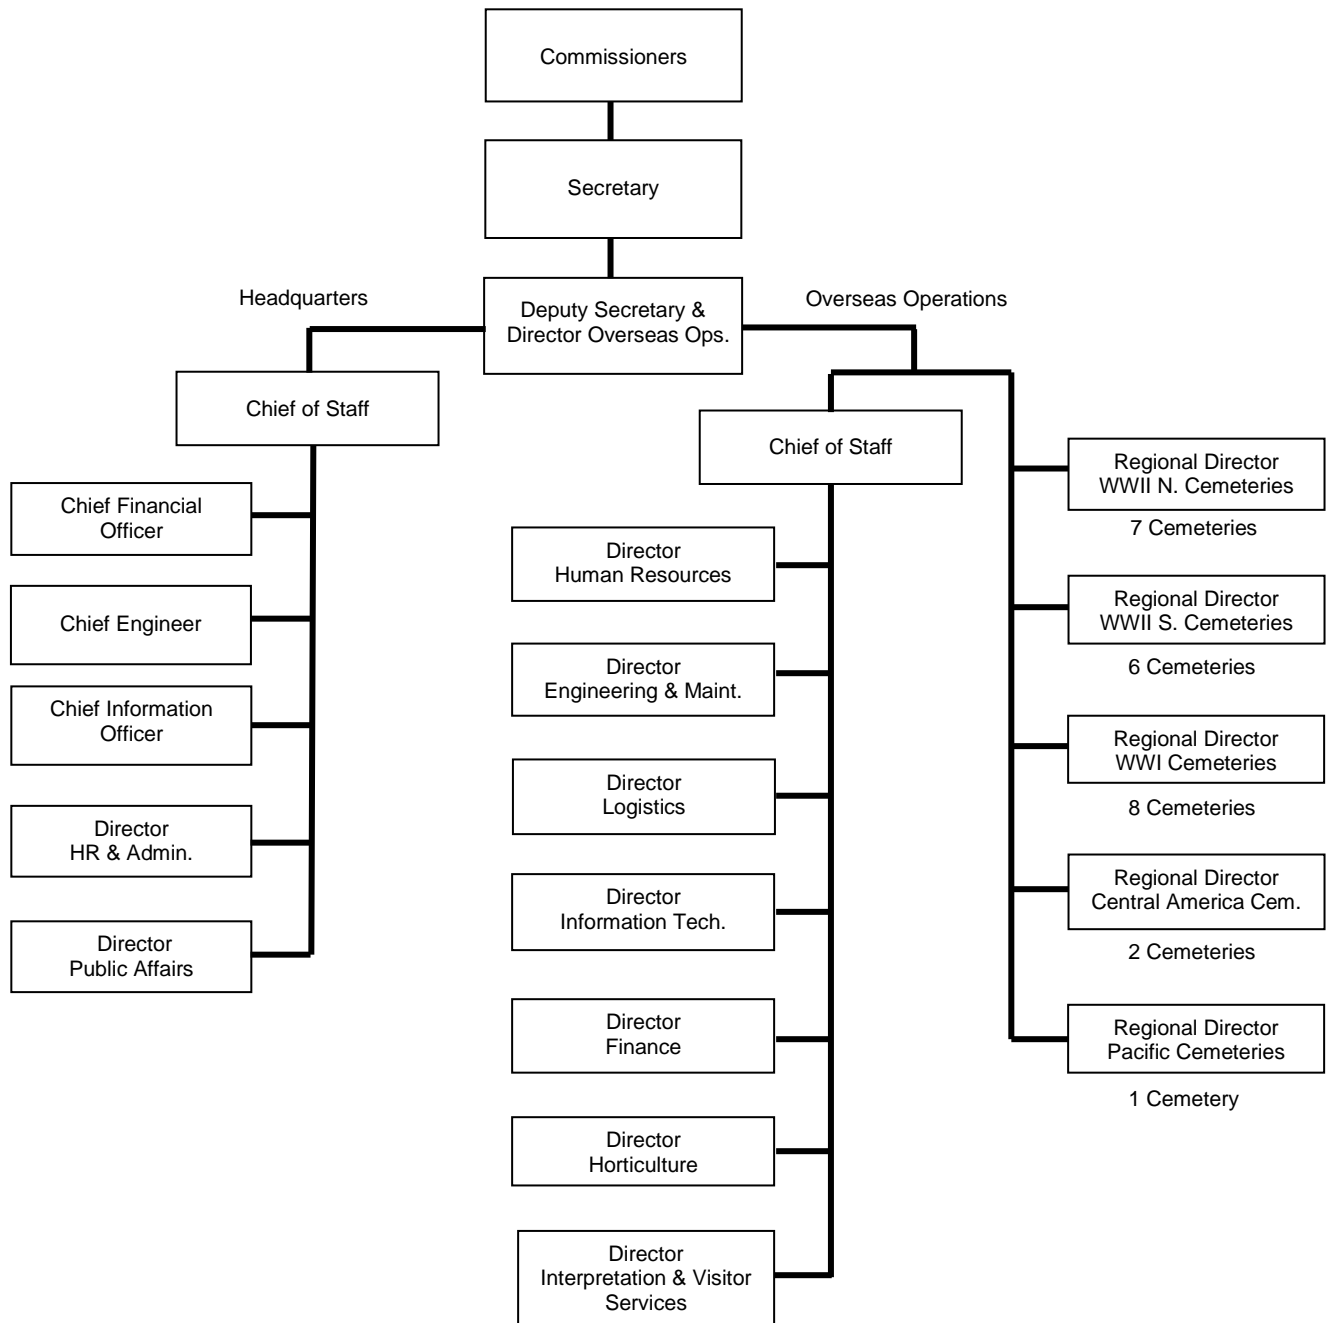 Commissioners
Secretary
Headquarters
Deputy Secretary &
Director Overseas Ops.
Overseas Operations
Chief of Staff
Chief Financial
Officer
Chief Engineer
Chief Information
Officer
Director
HR & Admin.
Director
Public Affairs
Chief of Staff
Director
Human Resources
Director
Engineering & Maint.
Director
Logistics
Director
Information Tech.
Director
Finance
Director
Horticulture
Director
Interpretation & Visitor
Services
Regional Director
WWII N. Cemeteries
7 Cemeteries
Regional Director
WWII S. Cemeteries
6 Cemeteries
Regional Director
WWI Cemeteries
8 Cemeteries
Regional Director
Central America Cem.
2 Cemeteries
Regional Director
Pacific Cemeteries
1 Cemetery